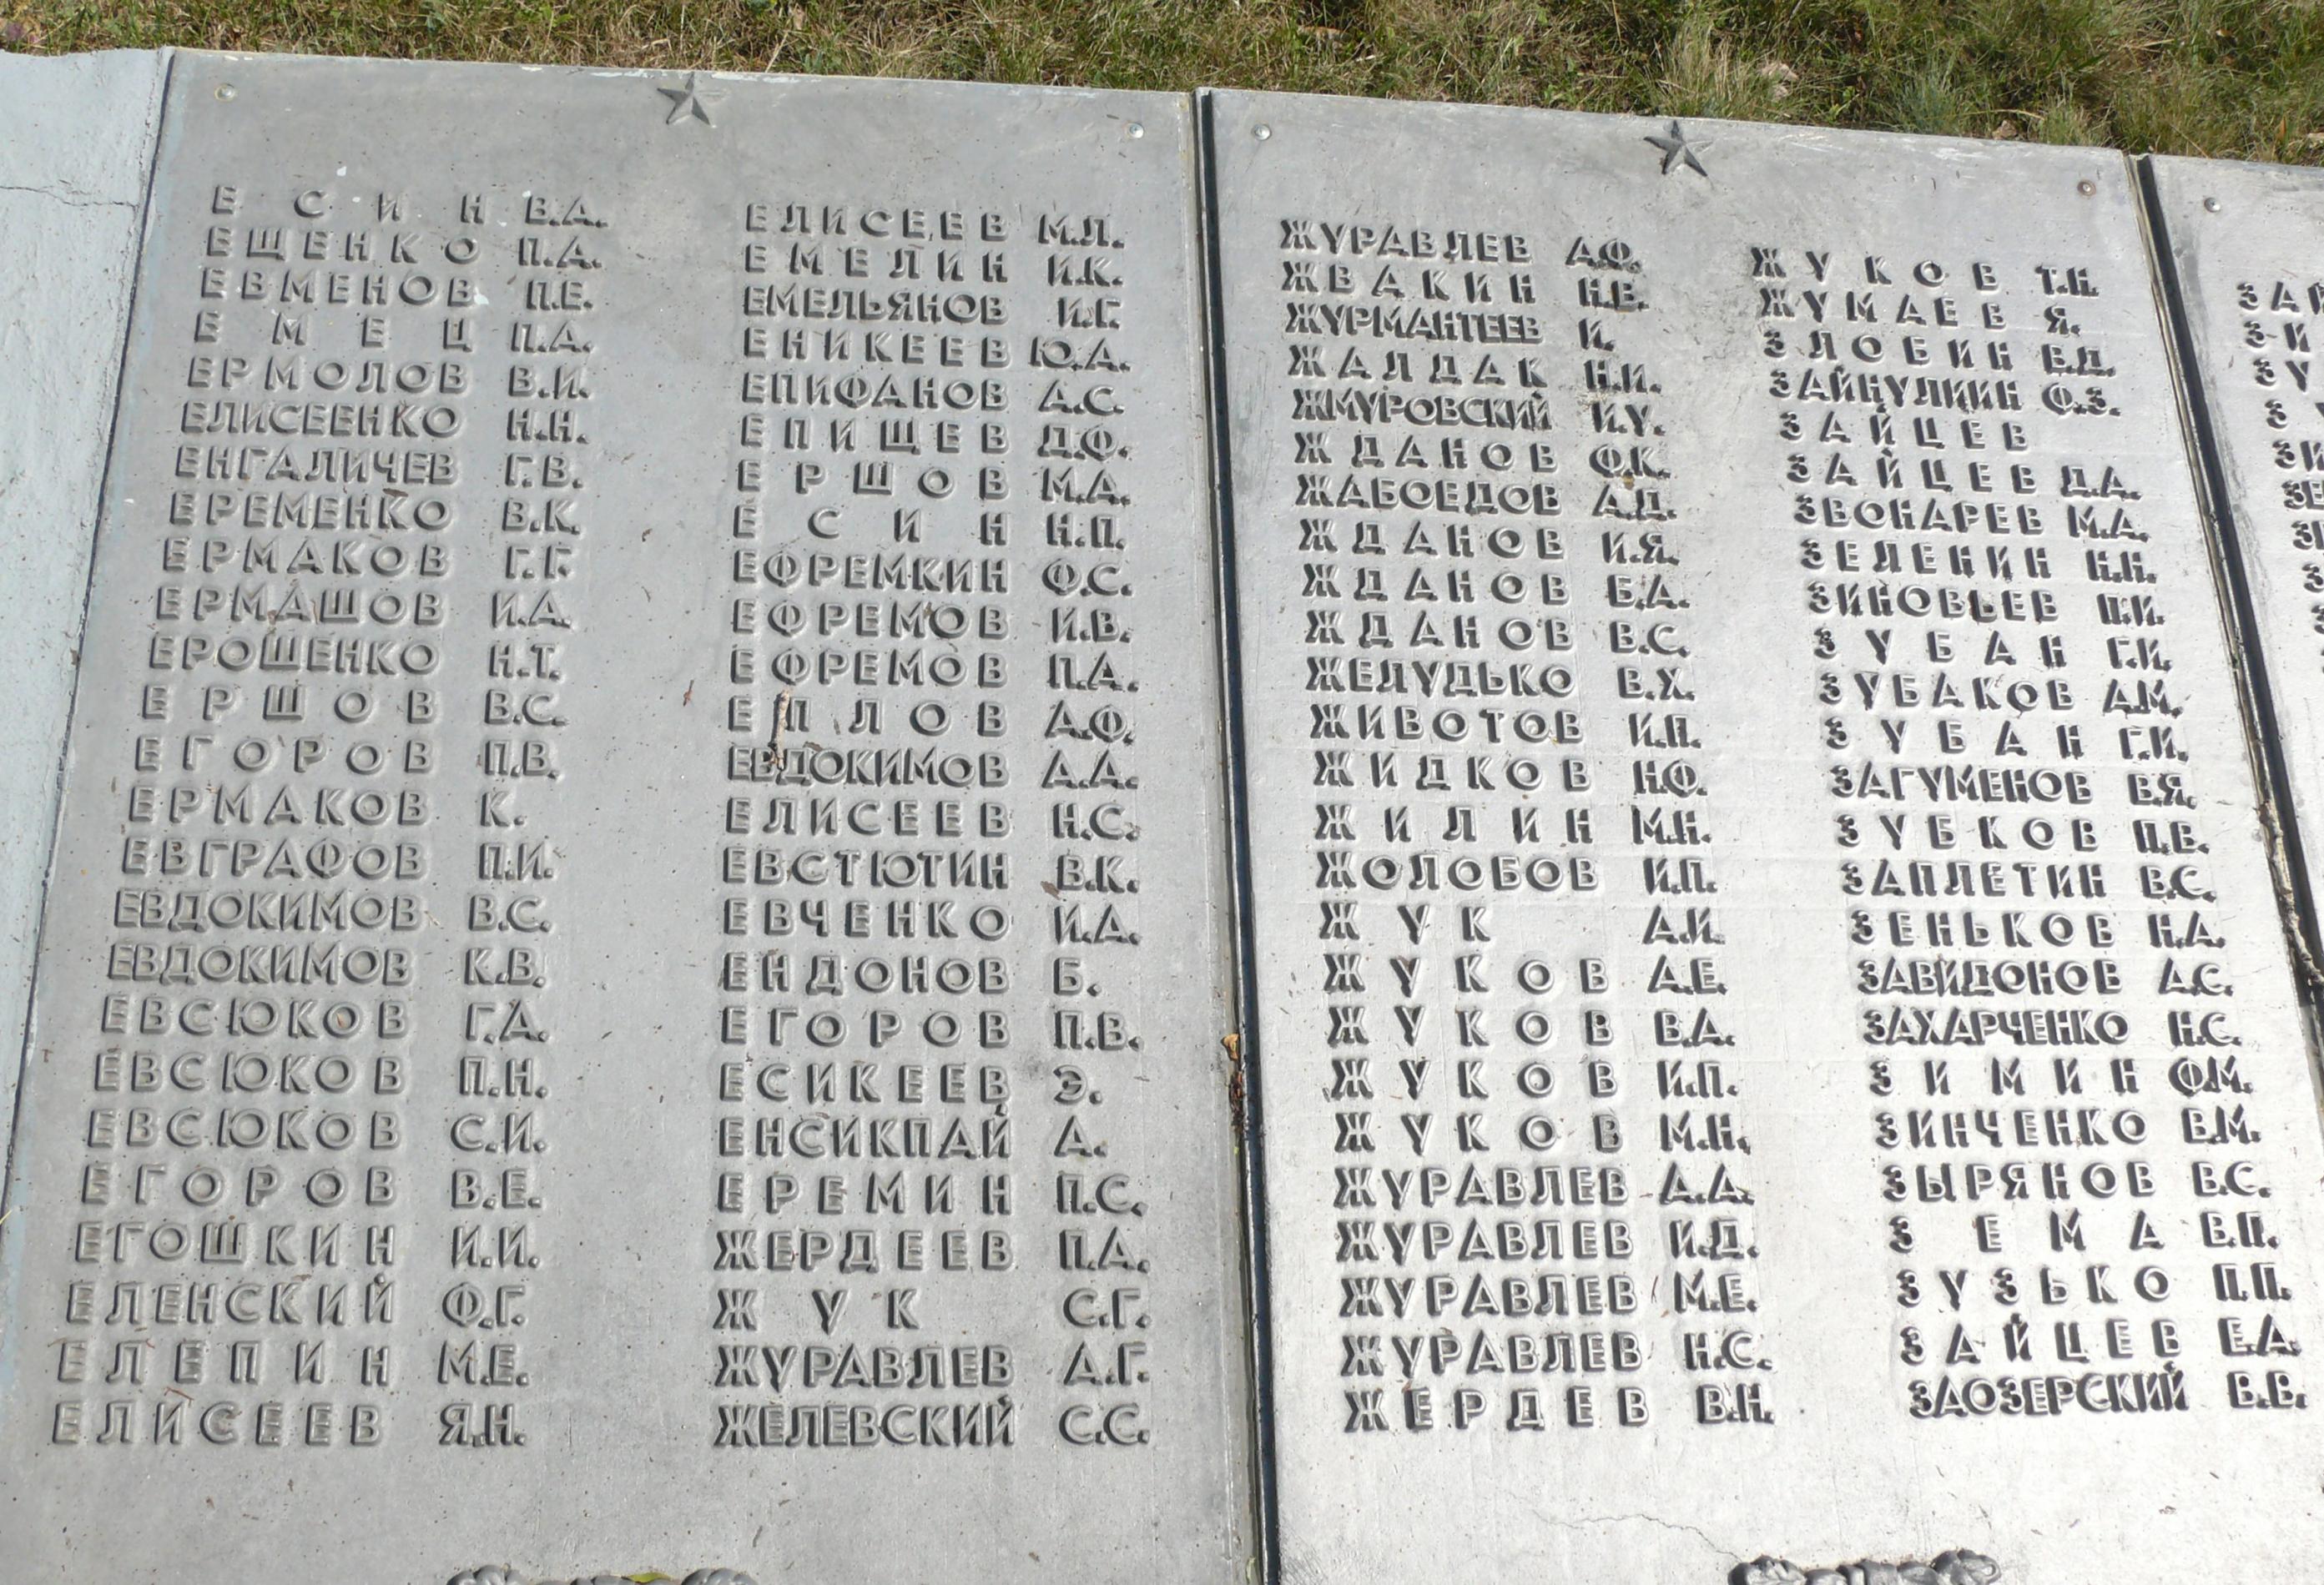 ЕСИН В.А.
ЕЩЕНКО П.А.
ЕВМЕНОВ П.Е.
ЕМЕЦ П.А.
ЕРМОЛОВ В.И.
ЕЛИСЕЕНКО Н.Н.
ЕНГАЛИЧЕВ Г.В.
ЕРЕМЕНКО В.К.
ЕРМАКОВ Г.Г.
ЕРМАШОВ И.А.
ЕРОШЕНКО Н.Т.
ЕРШОВ В.С.
ЕГОРОВ П.В.
ЕРМАКОВ К.
ЕВГРАФОВ П.И.
ЕВДОКИМОВ В.С.
ЕВДОКИМОВ К.В.
ЕВСЮКОВ Г.А.
ЕВСЮКОВ П.Н.
ЕВСЮКОВ С.И.
ЕГОРОВ В.Е.
ЕГОШКИН И.И.
ЕЛЕНСКИЙ Ф.Г.
ЕЛЕПИН М.Е.
ЕЛИСЕЕВ Я.Н.
ЕЛИСЕЕВ М.Л.
ЕМЕЛИН И.К.
ЕМЕЛЬЯНОВ И.Г.
ЕНИКЕЕВ Ю.А.
ЕПИФАНОВ А.С.
ЕПИЩЕВ Д.Ф.
ЕРШОВ М.А.
ЕСИН Н.П.
ЕФРЕМКИН Ф.С.
ЕФРЕМОВ И.В.
ЕФРЕМОВ П.А.
ЕПЛОВ А.Ф.
ЕВДОКИМОВ А.А.
ЕЛИСЕЕВ Н.С.
ЕВСТЮТИН В.К.
ЕВЧЕНКО И.А.
ЕНДОНОВ Б.
ЕГОРОВ П.В.
ЕСИКЕЕВ Э.
ЕНСИКПАЙ А.
ЕРЕМИН П.С.
ЖЕРДЕЕВ П.А.
ЖУК С.Г.
ЖУРАВЛЕВ А.Г.
ЖЕЛЕВСКИЙ С.С.
ЖУРАВЛЕВ А.Ф.
ЖВАКИН Н.В.
ЖУРМАНТЕЕВ И.
ЖАЛДАК Н.И.
ЖМУРОВСКИЙ И.У.
ЖДАНОВ Ф.К.
ЖАБОЕДОВ А.Д.
ЖДАНОВ И.Я.
ЖДАНОВ Б.А.
ЖДАНОВ В.С.
ЖЕЛУДЬКО В.Х.
ЖИВОТОВ И.П.
ЖИДКОВ Н.Ф.
ЖИЛИН М.Н.
ЖОЛОБОВ И.П.
ЖУК А.И.
ЖУКОВ А.Е.
ЖУКОВ В.А.
ЖУКОВ И.П.
ЖУКОВ М.Н.
ЖУРАВЛЕВ А.А.
ЖУРАВЛЕВ И.Д.
ЖУРАВЛЕВ М.Е.
ЖУРАВЛЕВ Н.С.
ЖЕРДЕВ В.Н.
ЖУКОВ Т.Н.
ЖУМАЕВ Я.
ЗЛОБИН В.Д.
ЗАЙНУЛИИН Ф.З.
ЗАЙЦЕВ
ЗАЙЦЕВ Д.А.
ЗВОНАРЕВ М.А.
ЗЕЛЕНИН Н.Н.
ЗИНОВЬЕВ П.И.
ЗУБАН Г.И.
ЗУБАКОВ А.М.
ЗУБАН Г.И.
ЗАГУМЕНОВ В.Я.
ЗУБКОВ П.В.
ЗАПЛЕТИН В.С.
ЗЕНЬКОВ Н.А.
ЗАВИДОНОВ А.С.
ЗАХАРЧЕНКО Н.С.
ЗИМИН Ф.М.
ЗИНЧЕНКО В.М.
ЗЫРЯНОВ В.С.
ЗЕМА В.П.
ЗУЗЬКО П.П.
ЗАЙЦЕВ Е.А.
ЗАОЗЕРСКИЙ В.В.